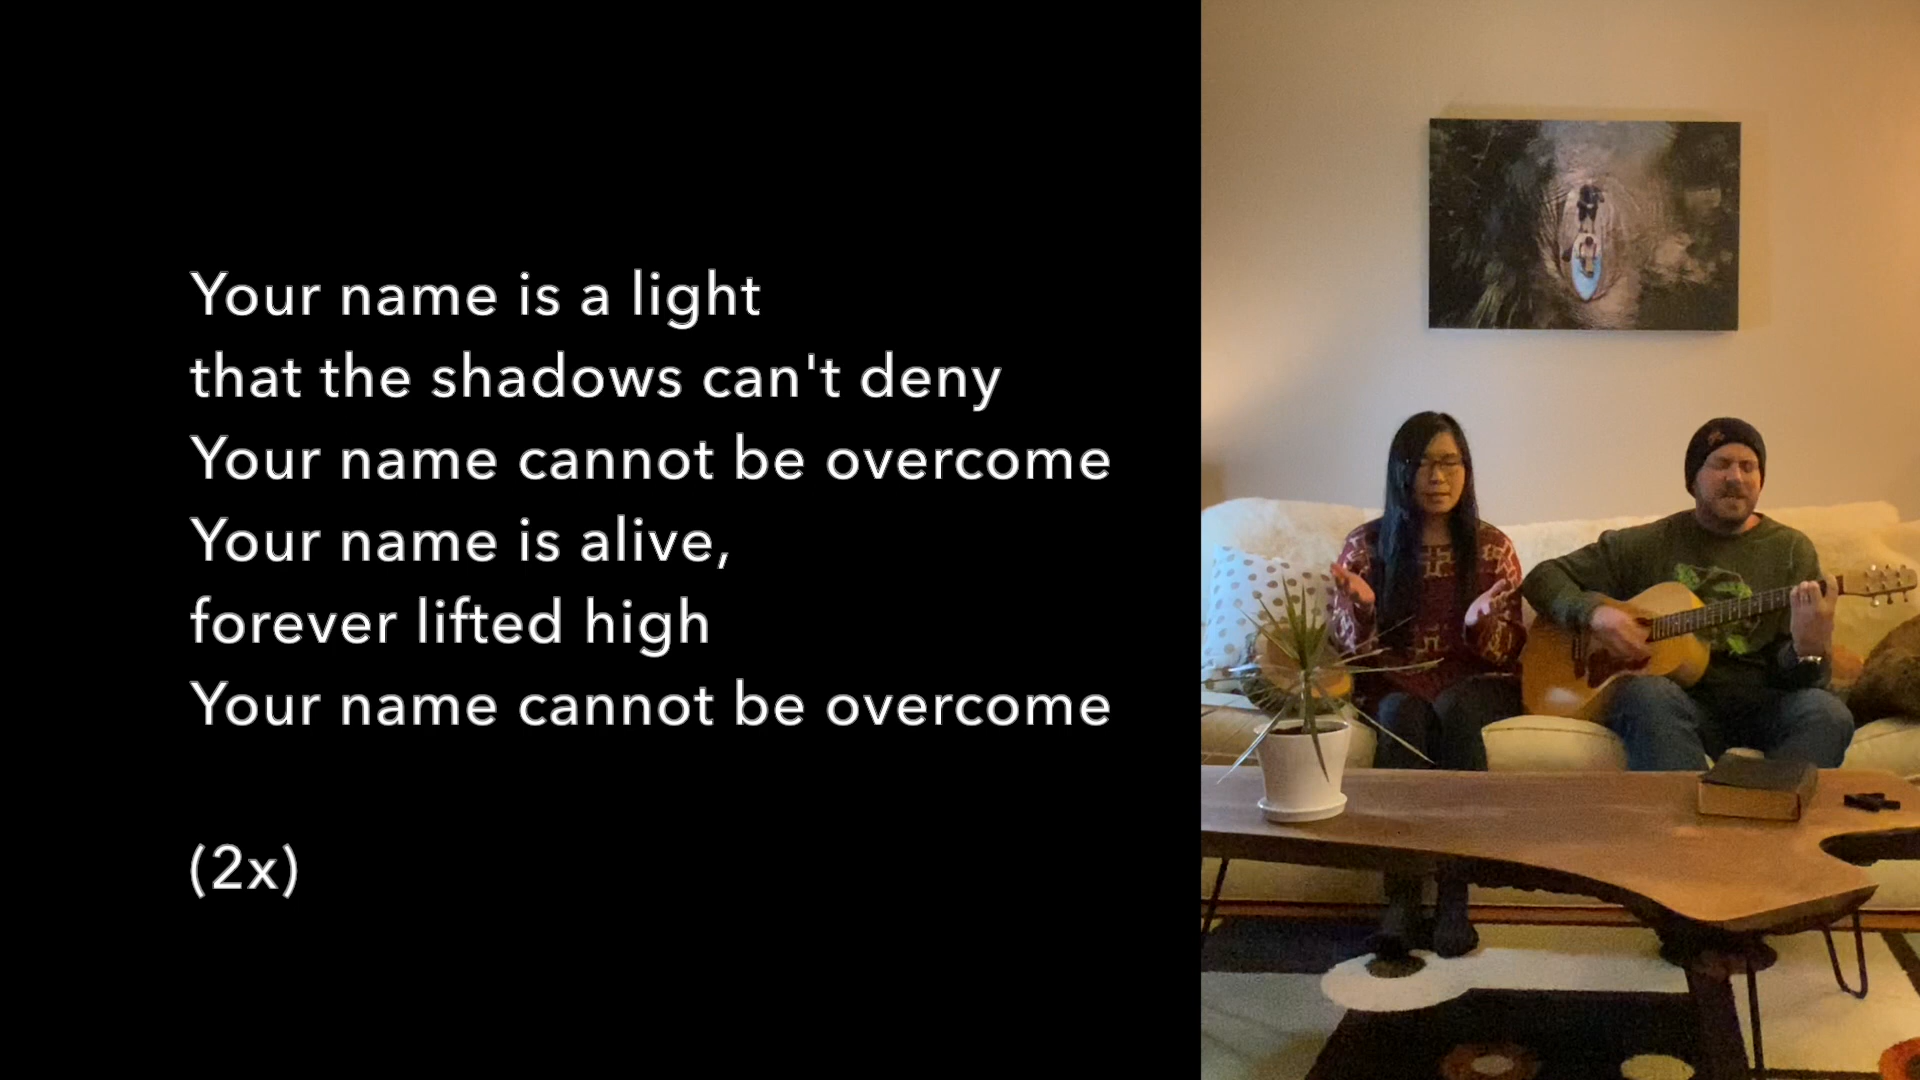 Your name is a light
that the shadows can't deny
Your name cannot be overcome
Your name is alive,
forever lifted high
Your name cannot be overcome
(2x)